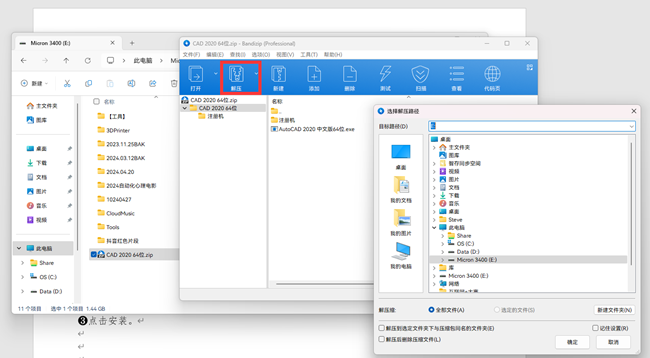 Micron 3400 (E:)
此电脑
Mi
新建
主文件夹
图库
桌面
下载
文档
图片
音乐
视频
此电脑
Share
OS (C:)
Data (D:)
名称
【工具】
3DPrinter
2023.11.25BAK
2024.03.12BAK
2024.04.20
2024自动化心理电影
10240427
CloudMusic
Tools
抖音红色片段
CAD 2020 64位.zip
11 个项目
选中 1 个项目 1.44 GB
CAD 2020 64位.zip - Bandizip (Professional)
文件(F) 编辑(E) 查找(I) 选项(O) 视图(V) 工具(T) 帮助(H)
打开 解压 新建 添加 删除 测试 扫描 查看 代码页
CAD 2020 64位.zip
CAD 2020 64位
注册机
名称
..
注册机
AutoCAD 2020 中文版64位.exe
选择解压路径
目标路径(D)
E:
桌面
我的文档
我的图片
我的电脑
桌面
主文件夹
图库
智存同步空间
视频
图片
文档
下载
音乐
桌面
Steve
此电脑
Share
OS (C:)
Data (D:)
Micron 3400 (E:)
库
Micron 3400 (E:)
网络
解压缩:
全部文件(A)
选定的文件(S)
新建文件夹(N)
解压到选定文件夹下与压缩包同名的文件夹(E)
记住设置(R)
解压后删除压缩文件(L)
确定
取消
❸点击安装。